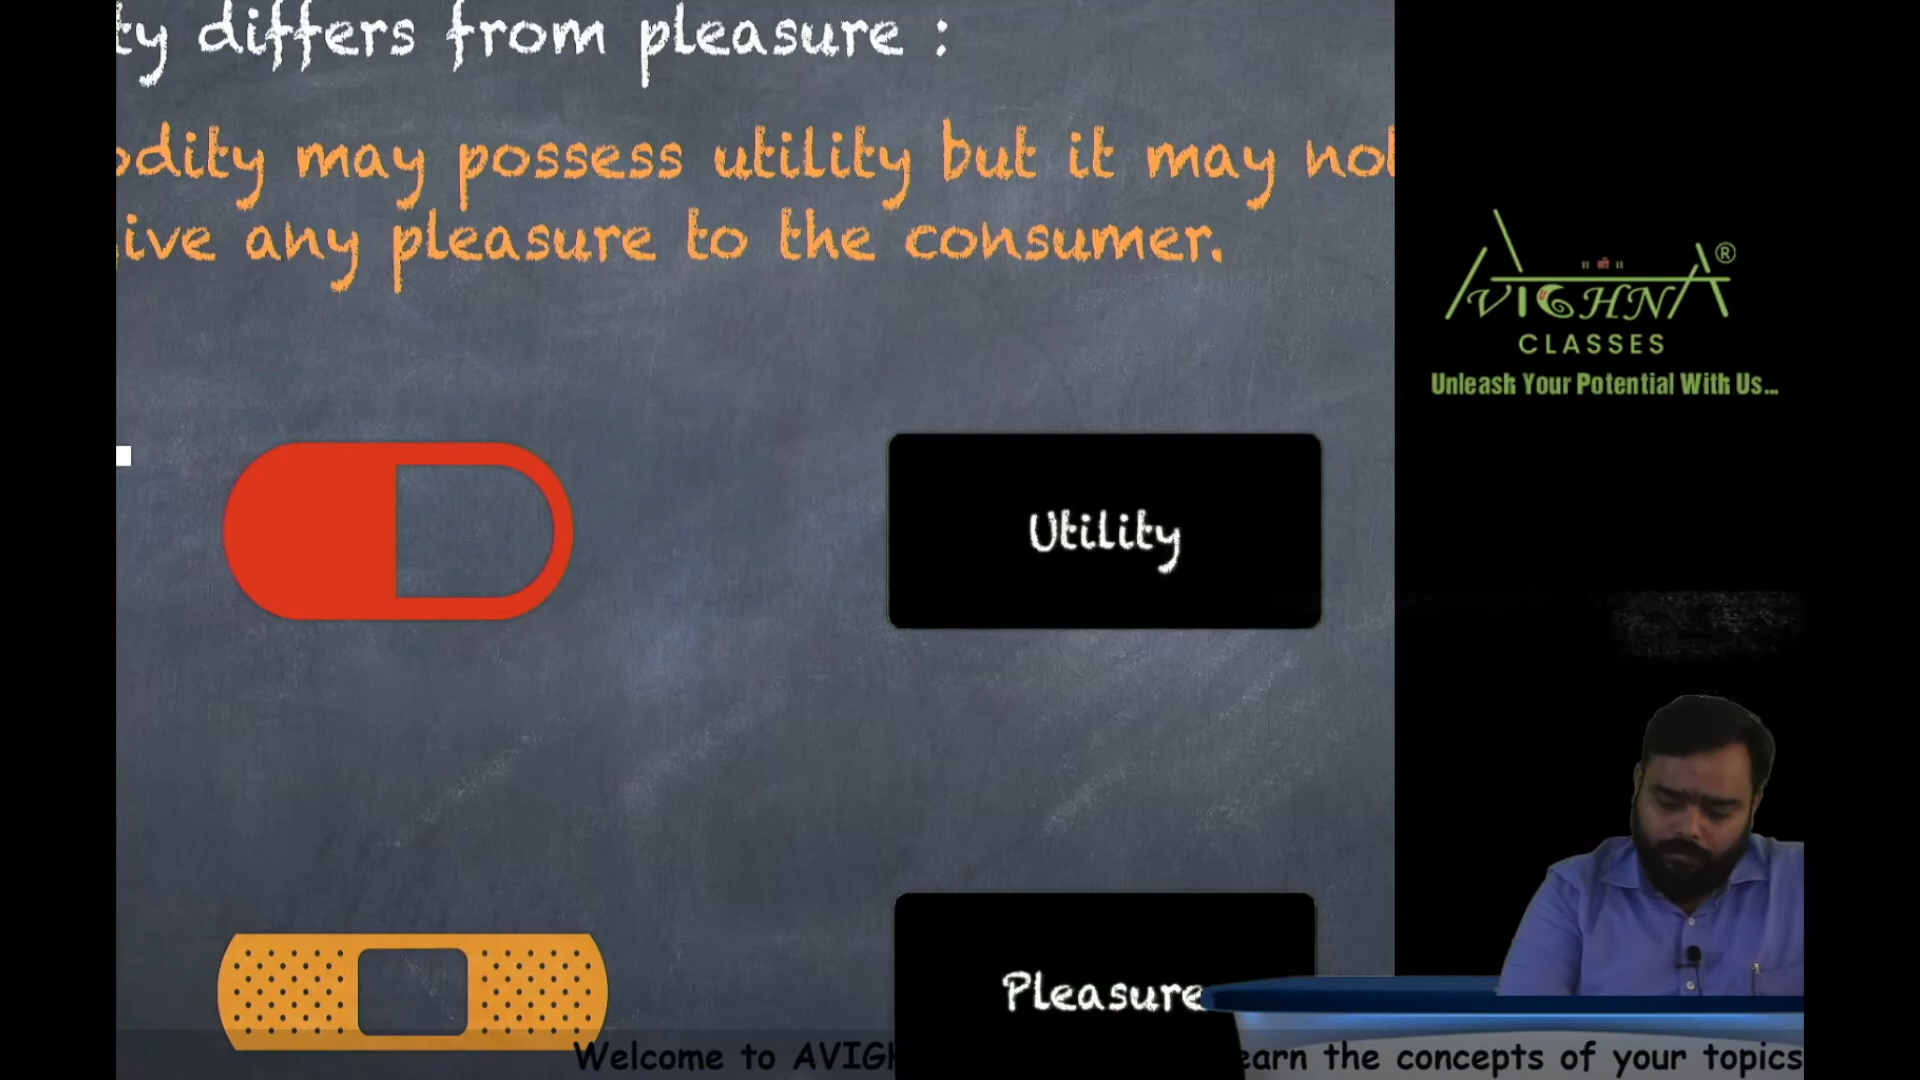 ty differs from pleasure :
odity may possess utility but it may not
ive any pleasure to the consumer.
Utility
Pleasure
॥ श्री ॥
AVIGHNA®
CLASSES
Unleash Your Potential With Us...
Welcome to AVIGH
earn the concepts of your topics